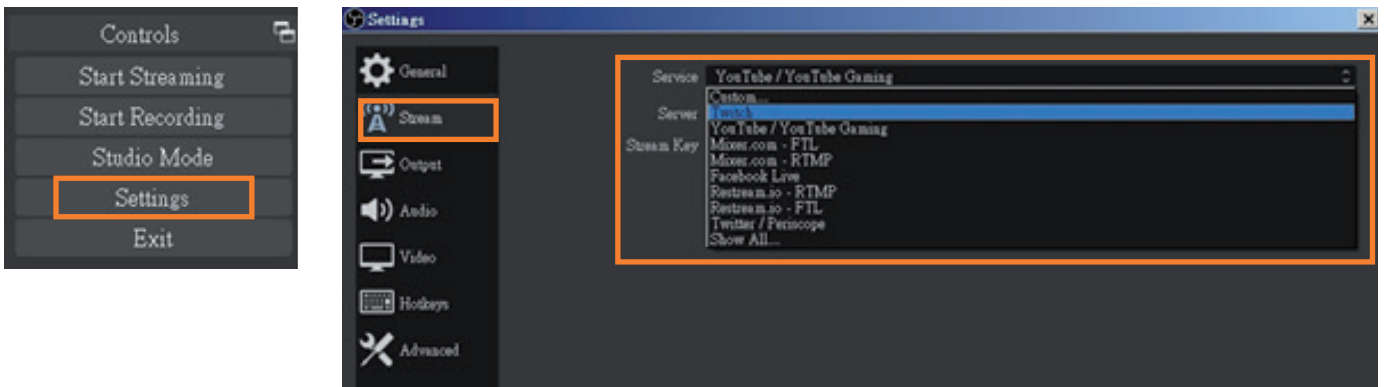 Controls
Start Streaming
Start Recording
Studio Mode
Settings
Exit
Settings
General
Stream
Output
Audio
Video
Hotkeys
Advanced
Service YouTube / YouTube Gaming
Custom...
Server Twitch
YouTube / YouTube Gaming
Stream Key Mixer.com - FTL
Mixer.com - RTMP
Facebook Live
Restream.io - RTMP
Restream.io - FTL
Twitter / Periscope
Show All...